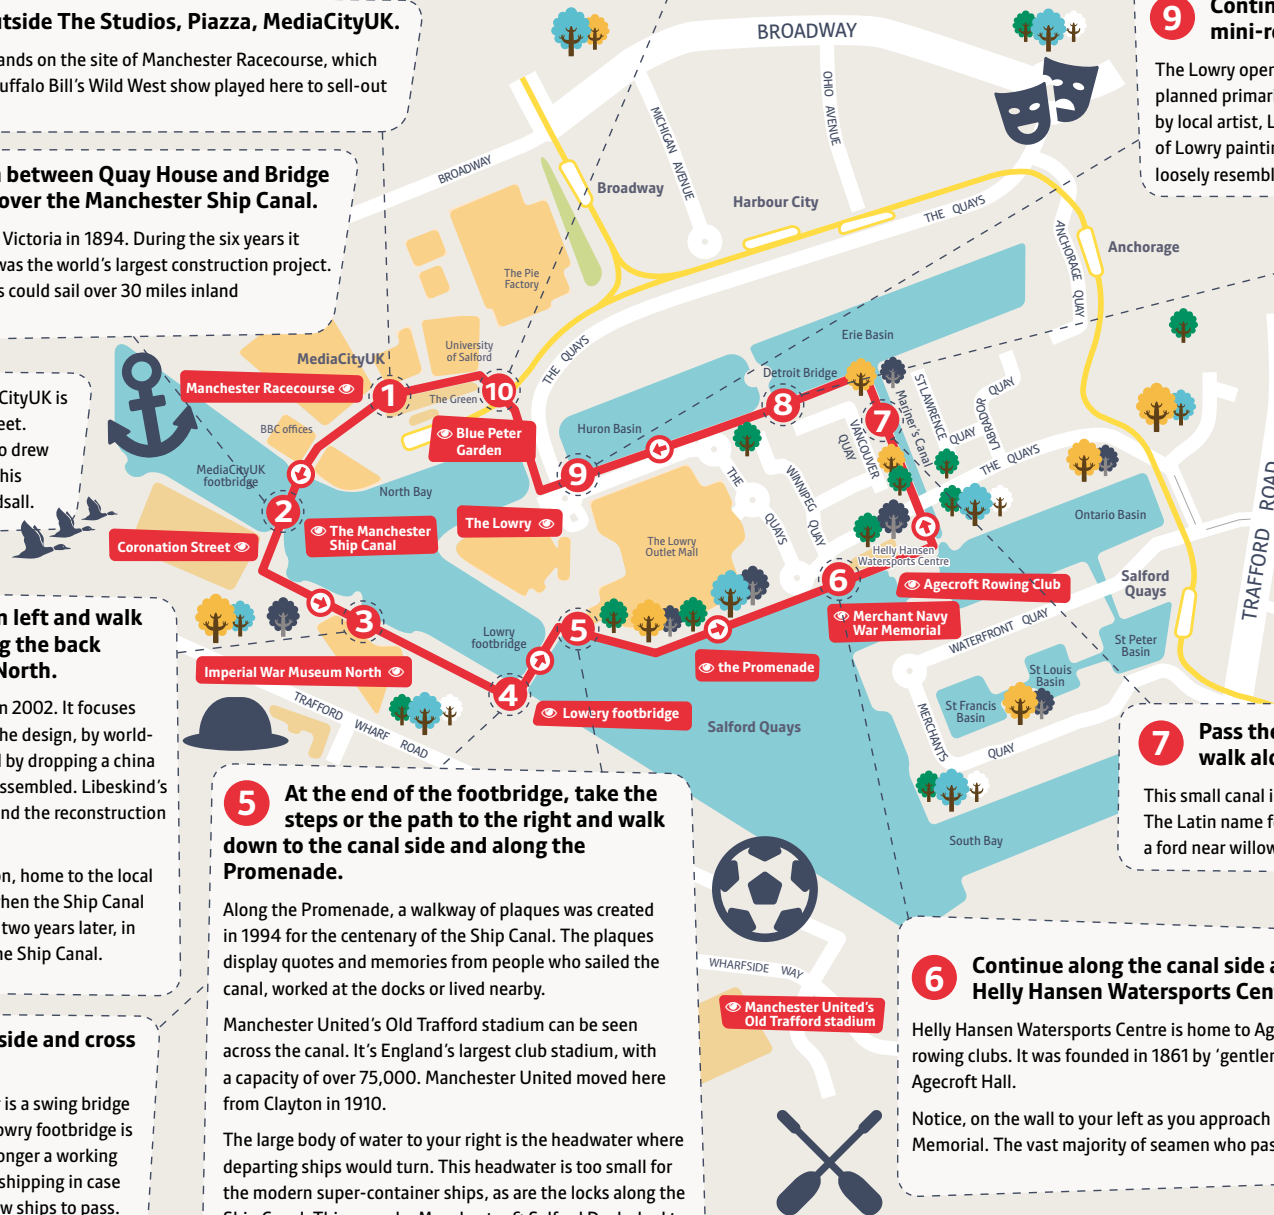 utside The Studios, Piazza, MediaCityUK.
ands on the site of Manchester Racecourse, which
uffalo Bill's Wild West show played here to sell-out
n between Quay House and Bridge
over the Manchester Ship Canal.
Victoria in 1894. During the six years it
was the world's largest construction project.
s could sail over 30 miles inland
CityUK is
eet.
o drew
his
dsall.
n left and walk
g the back
North.
n 2002. It focuses
he design, by world-
d by dropping a china
ssembled. Libeskind's
nd the reconstruction
on, home to the local
when the Ship Canal
two years later, in
he Ship Canal.
side and cross
r is a swing bridge
owry footbridge is
onger a working
shipping in case
w ships to pass.
BROADWAY
BROADWAY
MICHIGAN AVENUE
OHIO AVENUE
Broadway
Harbour City
THE QUAYS
ANCHORAGE QUAY
Anchorage
The Pie
Factory
University
of Salford
MediaCityUK
THE QUAYS
Erie Basin
Detroit Bridge
Manchester Racecourse
1
10
The Green
Blue Peter
Garden
BBC offices
Huron Basin
8
7
ST LAWRENCE QUAY
Mariner's Canal
LABRADOR QUAY
VANCOUVER QUAY
THE QUAYS
THE QUAYS
WINNIPEG QUAY
MediaCityUK
footbridge
North Bay
9
2
The Manchester
Ship Canal
The Lowry
Coronation Street
The Lowry
Outlet Mall
Ontario Basin
Helly Hansen
Watersports Centre
6
Agecroft Rowing Club
Merchant Navy
War Memorial
Salford
Quays
TRAFFORD ROAD
WATERFRONT QUAY
St Peter
Basin
St Louis
Basin
St Francis
Basin
MERCHANTS QUAY
3
Imperial War Museum North
Lowry
footbridge
5
4
the Promenade
Lowery footbridge
Salford Quays
TRAFFORD WHARF ROAD
South Bay
WHARFSIDE WAY
Manchester United's
Old Trafford stadium
5
At the end of the footbridge, take the
steps or the path to the right and walk
down to the canal side and along the
Promenade.
Along the Promenade, a walkway of plaques was created
in 1994 for the centenary of the Ship Canal. The plaques
display quotes and memories from people who sailed the
canal, worked at the docks or lived nearby.
Manchester United's Old Trafford stadium can be seen
across the canal. It's England's largest club stadium, with
a capacity of over 75,000. Manchester United moved here
from Clayton in 1910.
The large body of water to your right is the headwater where
departing ships would turn. This headwater is too small for
the modern super-container ships, as are the locks along the
6
Continue along the canal side a
Helly Hansen Watersports Cen
Helly Hansen Watersports Centre is home to Ag
rowing clubs. It was founded in 1861 by 'gentler
Agecroft Hall.
Notice, on the wall to your left as you approach
Memorial. The vast majority of seamen who pas
7
Pass the
walk alo
This small canal i
The Latin name f
a ford near willow
9
Contin
mini-r
The Lowry oper
planned primar
by local artist, L
of Lowry paintin
loosely resembl